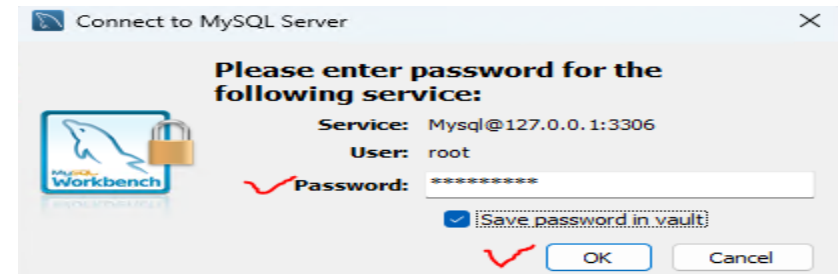 Connect to MySQL Server
Please enter password for the
following service:
Service: Mysql@127.0.0.1:3306
User: root
MySQL
Workbench
Password: *********
Save password in vault
OK Cancel